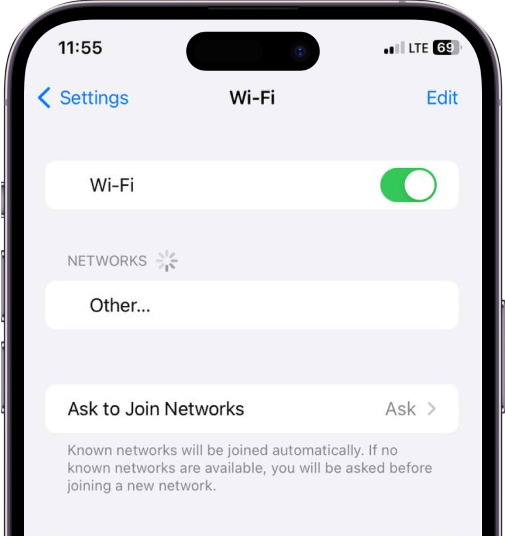 11:55 LTE 69
Settings Wi-Fi Edit
Wi-Fi
NETWORKS
Other...
Ask to Join Networks Ask
Known networks will be joined automatically. If no
known networks are available, you will be asked before
joining a new network.